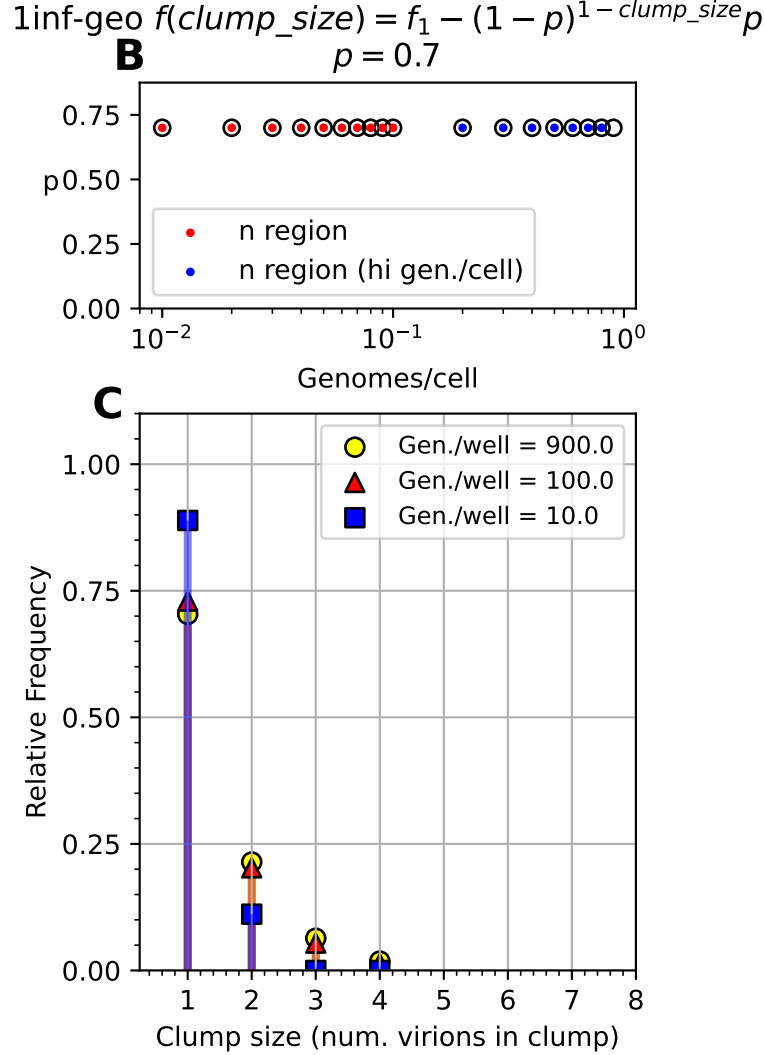 1inf-geo f(clump_size) = f₁ − (1 − p)¹⁻ᶜˡᵘᵐᵖ_ˢⁱᶻᵉp
B
p = 0.7
0.75
0.50
0.25
0.00
p
n region
n region (hi gen./cell)
10⁻² 10⁻¹ 10⁰
Genomes/cell
C
Gen./well = 900.0
Gen./well = 100.0
Gen./well = 10.0
1.00
0.75
0.50
0.25
0.00
Relative Frequency
1 2 3 4 5 6 7 8
Clump size (num. virions in clump)